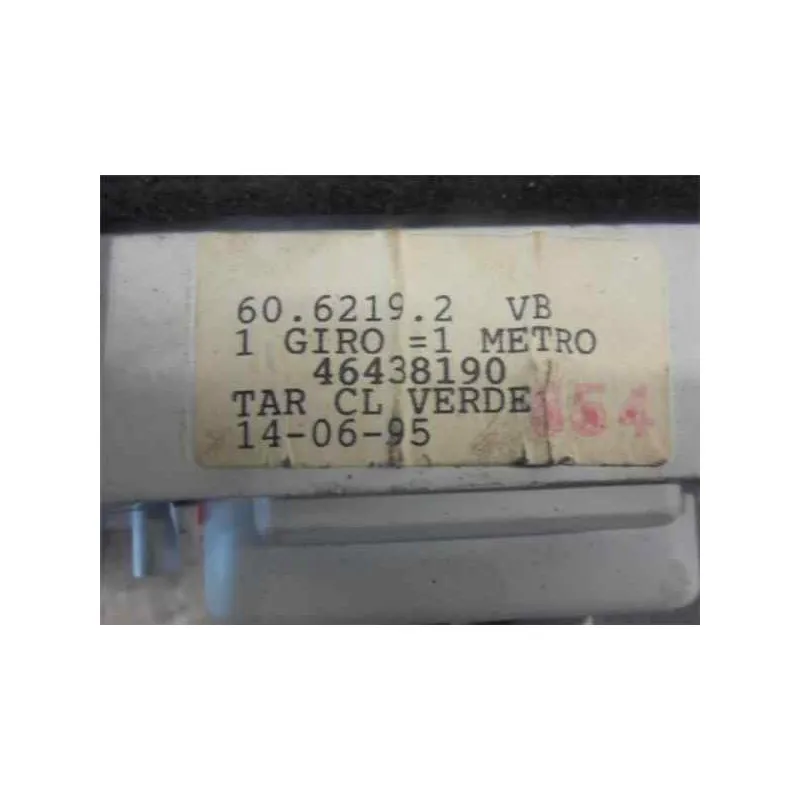 60.6219.2 VB
1 GIRO =1 METRO
46438190
TAR CL VERDE
14-06-95